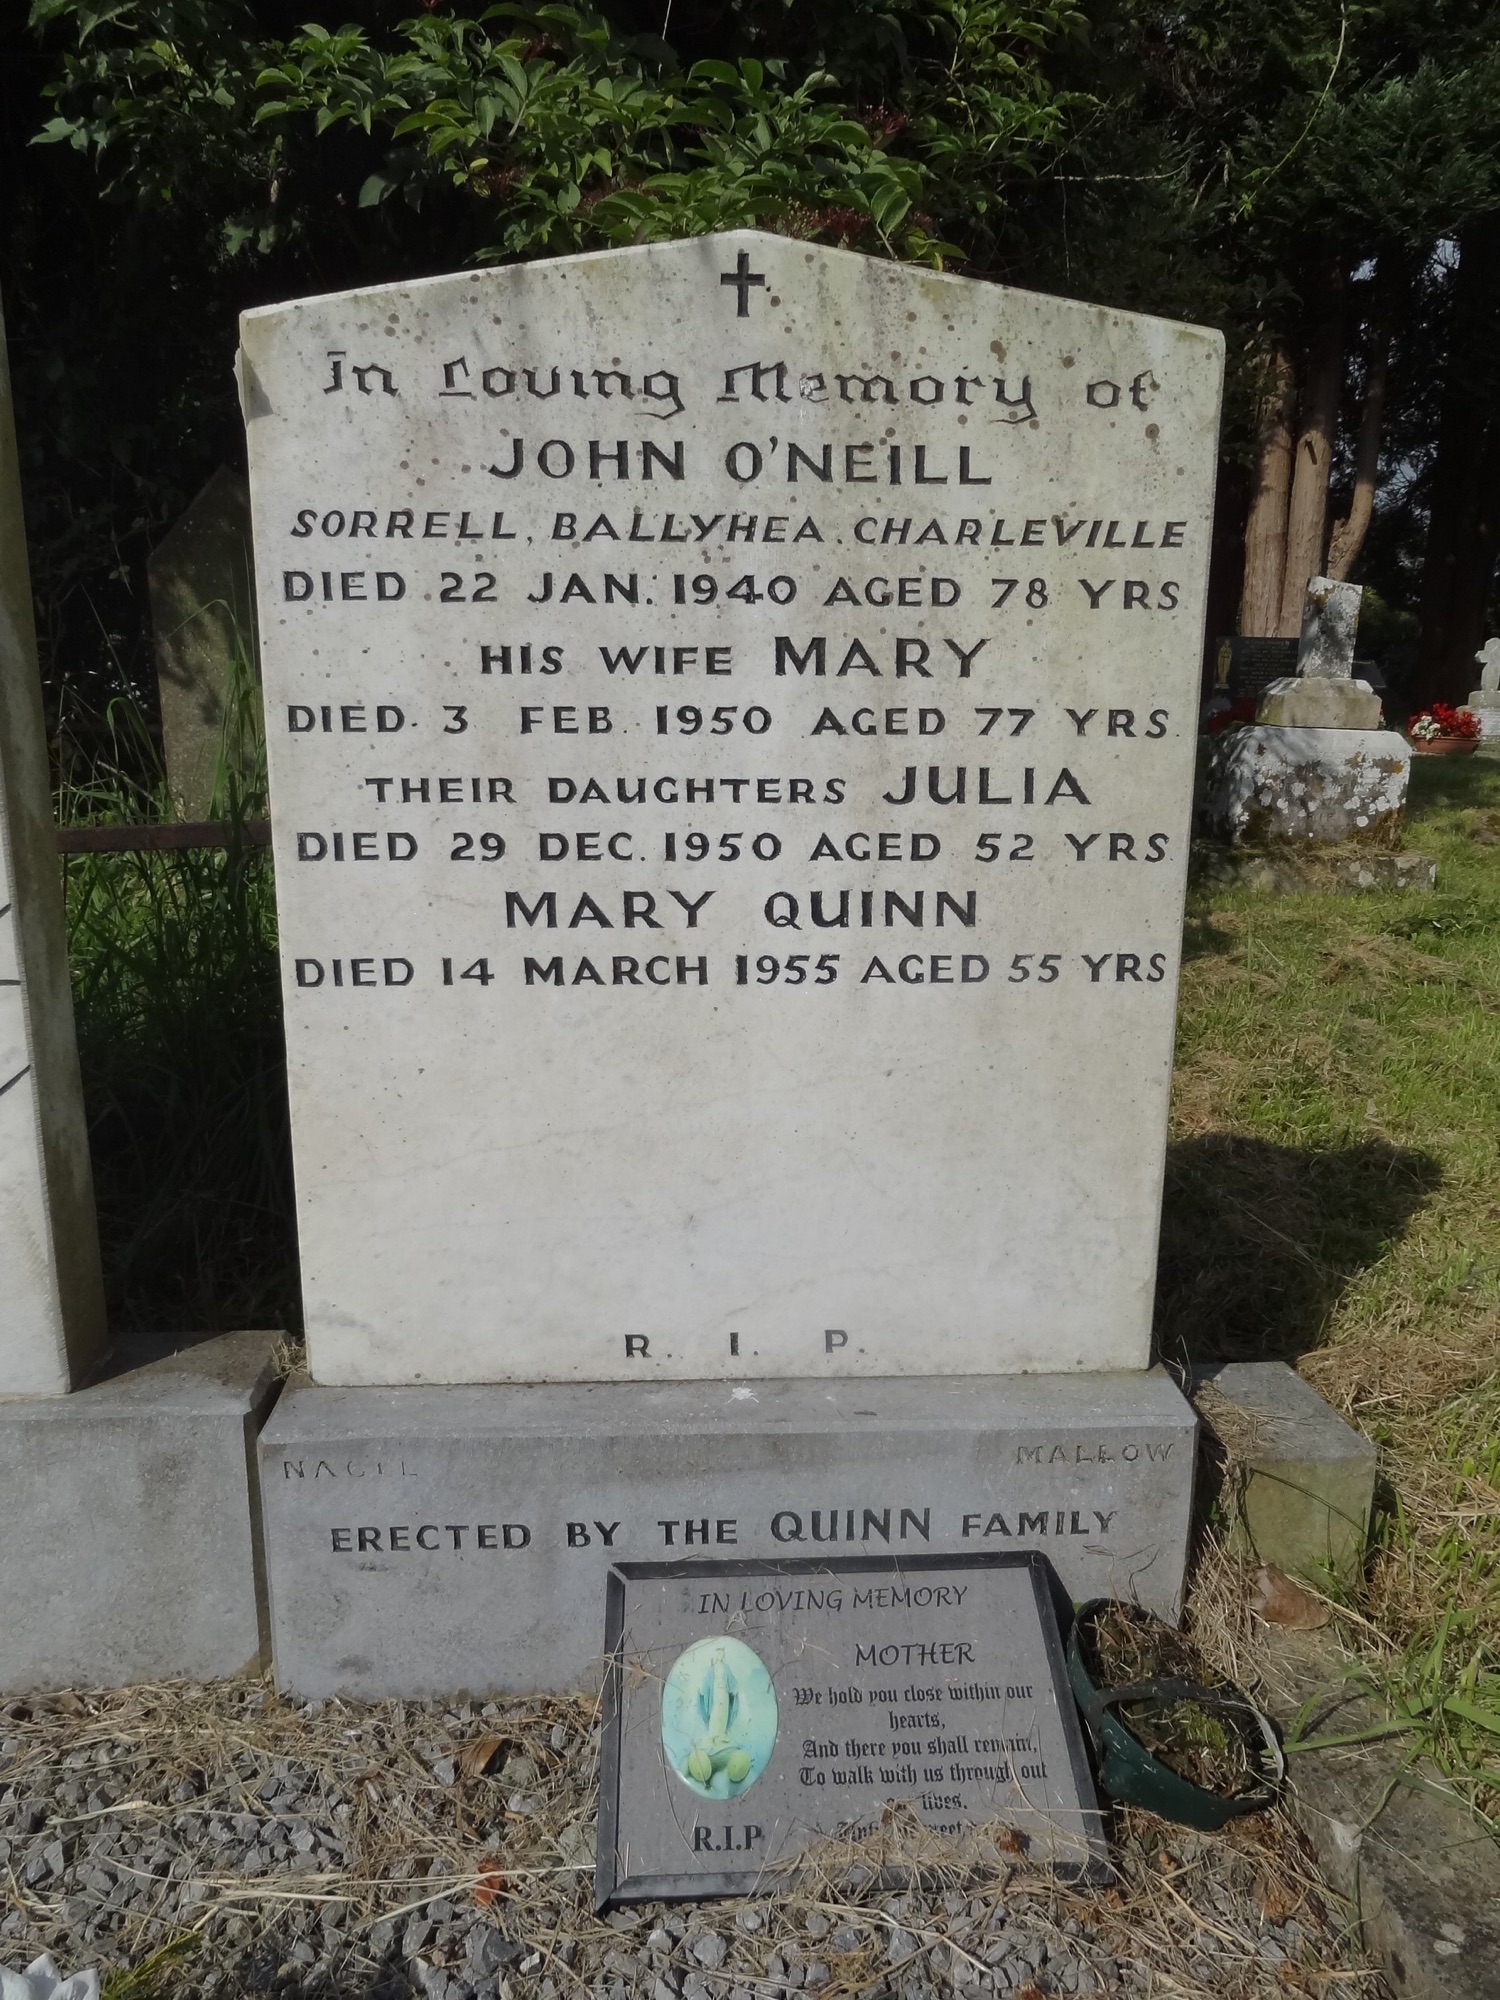 In Loving Memory of
JOHN O'NEILL
SORRELL, BALLYHEA, CHARLEVILLE
DIED 22 JAN. 1940 AGED 78 YRS
HIS WIFE MARY
DIED 3 FEB. 1950 AGED 77 YRS.
THEIR DAUGHTERS JULIA
DIED 29 DEC. 1950 AGED 52 YRS.
MARY QUINN
DIED 14 MARCH 1955 AGED 55 YRS
R. I. P.
MALLOW
ERECTED BY THE QUINN FAMILY
IN LOVING MEMORY
MOTHER
We hold you close within our
hearts,
And there you shall remain,
To walk with us through out
lives.
R.I.P